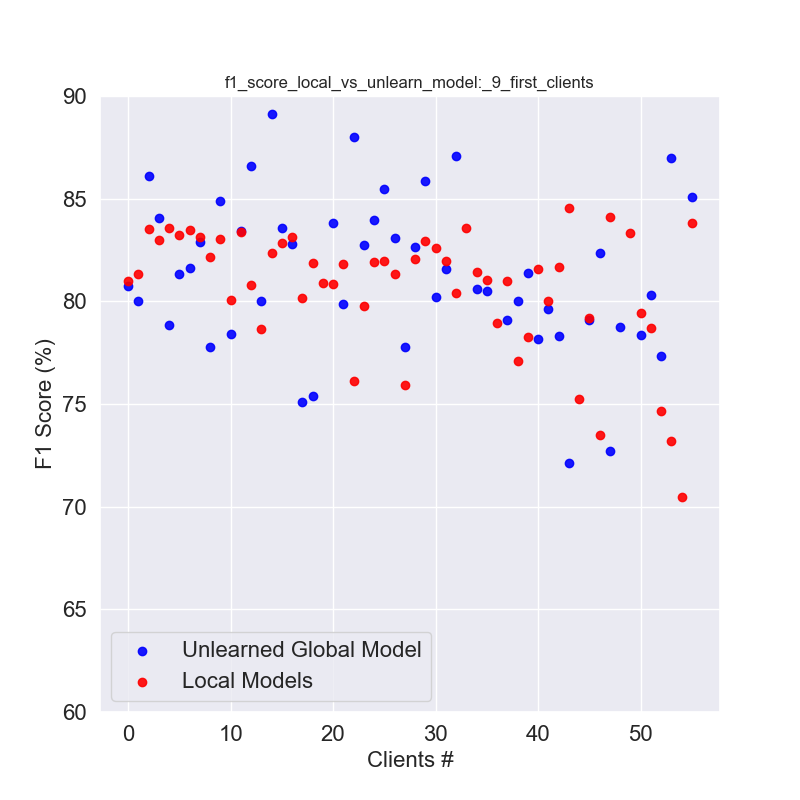 f1_score_local_vs_unlearn_model:_9_first_clients
90
85
80
75
70
65
60
F1 Score (%)
Unlearned Global Model
Local Models
0 10 20 30 40 50
Clients #